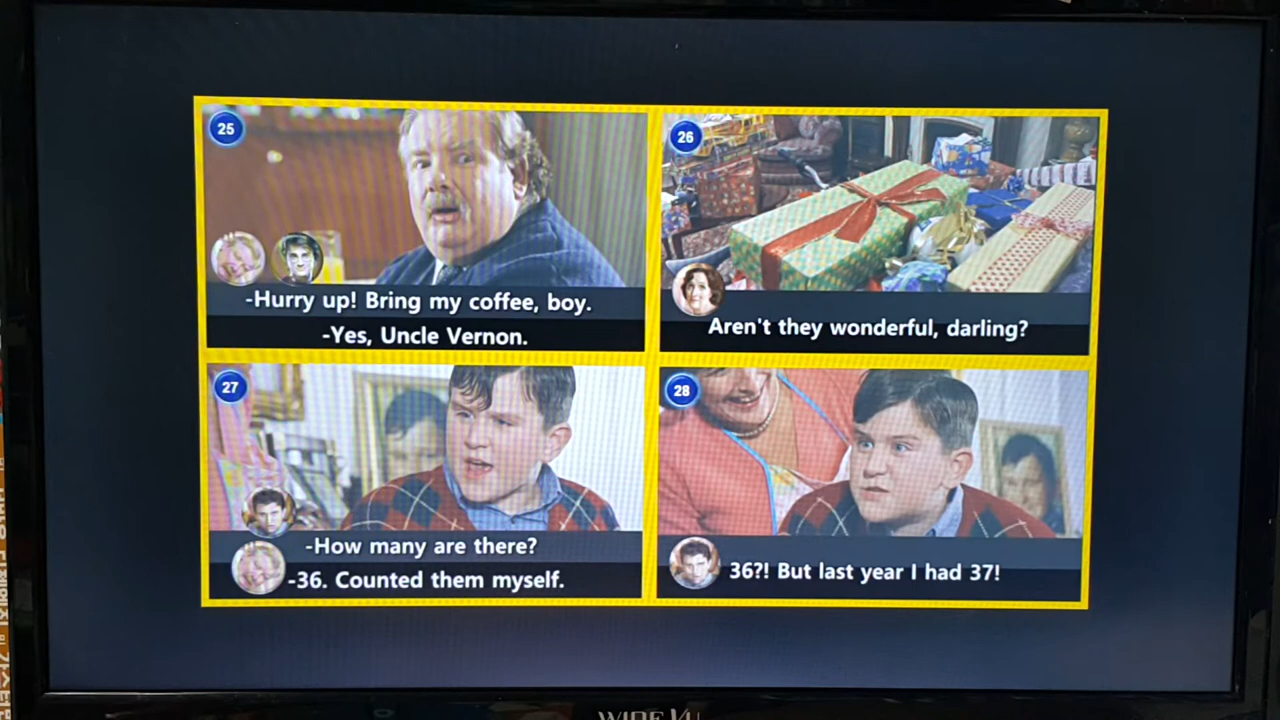 25
-Hurry up! Bring my coffee, boy.
-Yes, Uncle Vernon.
26
Aren't they wonderful, darling?
27
-How many are there?
-36. Counted them myself.
28
36?! But last year I had 37!